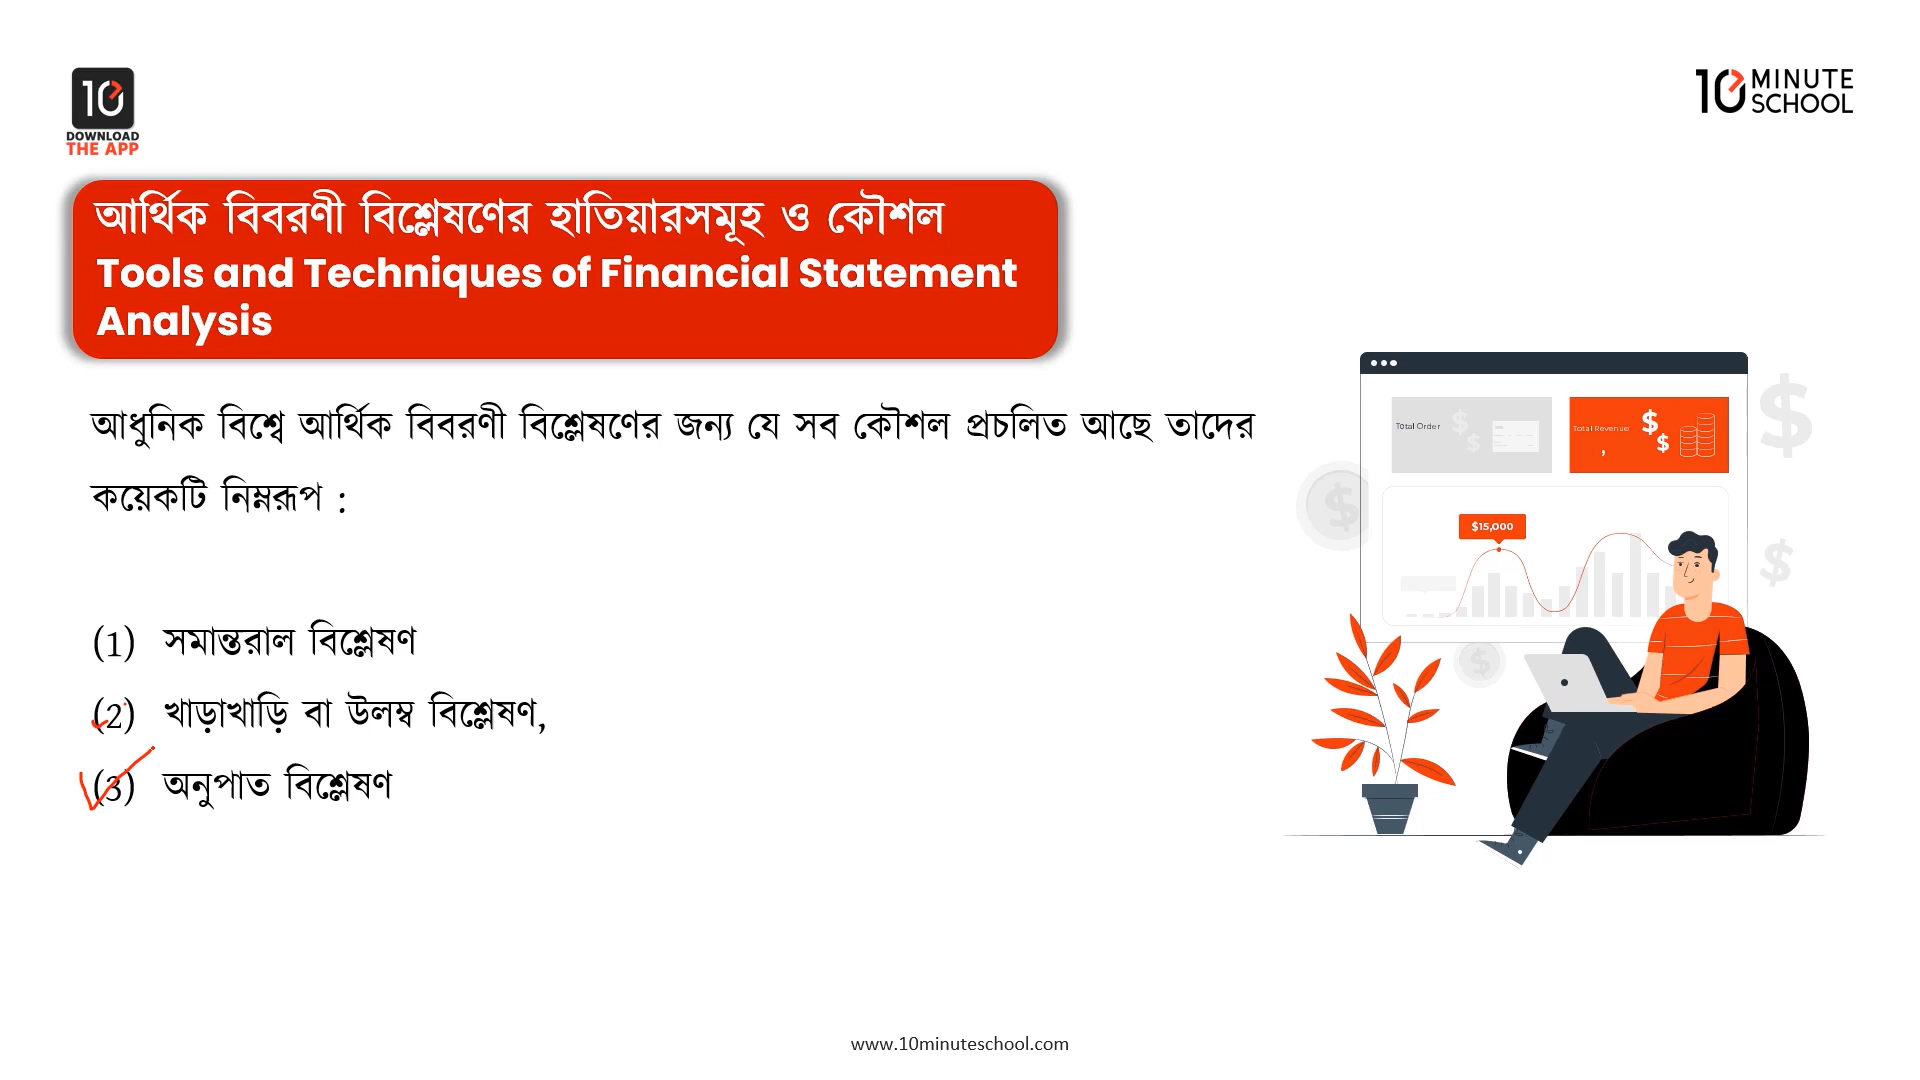 10
DOWNLOAD
THE APP
10 MINUTE
SCHOOL
আর্থিক বিবরণী বিশ্লেষণের হাতিয়ারসমূহ ও কৌশল
Tools and Techniques of Financial Statement
Analysis
আধুনিক বিশ্বে আর্থিক বিবরণী বিশ্লেষণের জন্য যে সব কৌশল প্রচলিত আছে তাদের
কয়েকটি নিম্নরূপ :
(1) সমান্তরাল বিশ্লেষণ
(2) খাড়াখাড়ি বা উলম্ব বিশ্লেষণ,
(3) অনুপাত বিশ্লেষণ
Total Order
Total Revenue
$15,000
www.10minuteschool.com